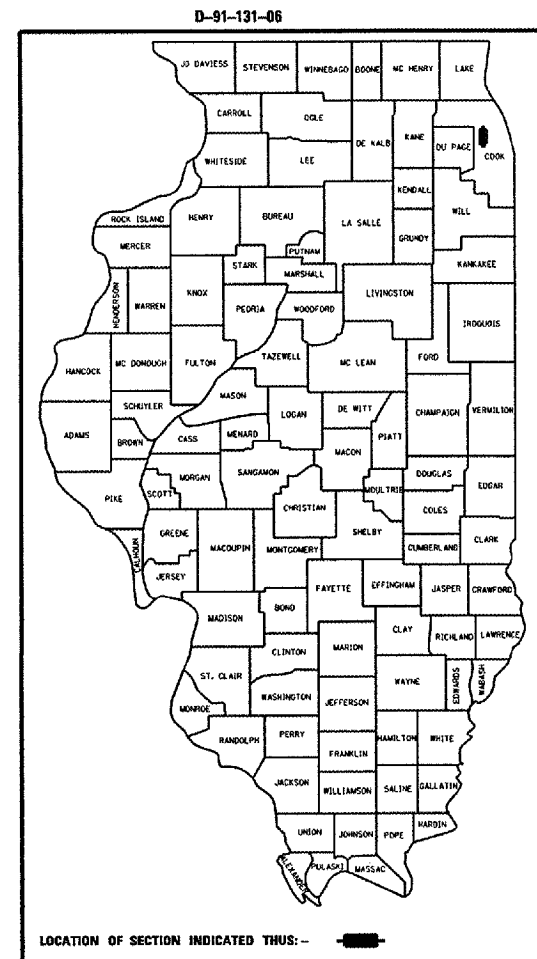 D-91-131-06
JO DAVIESS STEVENSON WINNEBAGO BOONE MC HENRY LAKE
CARROLL OGLE
DE KALB KANE DU PAGE COOK
WHITESIDE LEE
KENDALL WILL
ROCK ISLAND HENRY BUREAU LA SALLE
GRUNDY
MERCER PUTNAM
STARK MARSHALL KANKAKEE
HENDERSON WARREN KNOX PEORIA WOODFORD LIVINGSTON IROQUOIS
HANCOCK MC DONOUGH FULTON TAZEWELL MC LEAN FORD
MASON
SCHUYLER LOGAN DE WITT CHAMPAIGN VERMILION
ADAMS BROWN CASS MENARD MACON PIATT
SANGAMON
PIKE SCOTT MORGAN MOULTRIE DOUGLAS EDGAR
CHRISTIAN COLES
GREENE MACOUPIN MONTGOMERY SHELBY CUMBERLAND CLARK
CALHOUN JERSEY
FAYETTE EFFINGHAM JASPER CRAWFORD
MADISON BOND
CLAY RICHLAND LAWRENCE
ST. CLAIR CLINTON MARION
WAYNE EDWARDS WABASH
MONROE WASHINGTON JEFFERSON
RANDOLPH PERRY HAMILTON WHITE
FRANKLIN
JACKSON WILLIAMSON SALINE GALLATIN
UNION JOHNSON POPE HARDIN
ALEXANDER PULASKI MASSAC
LOCATION OF SECTION INDICATED THUS:-